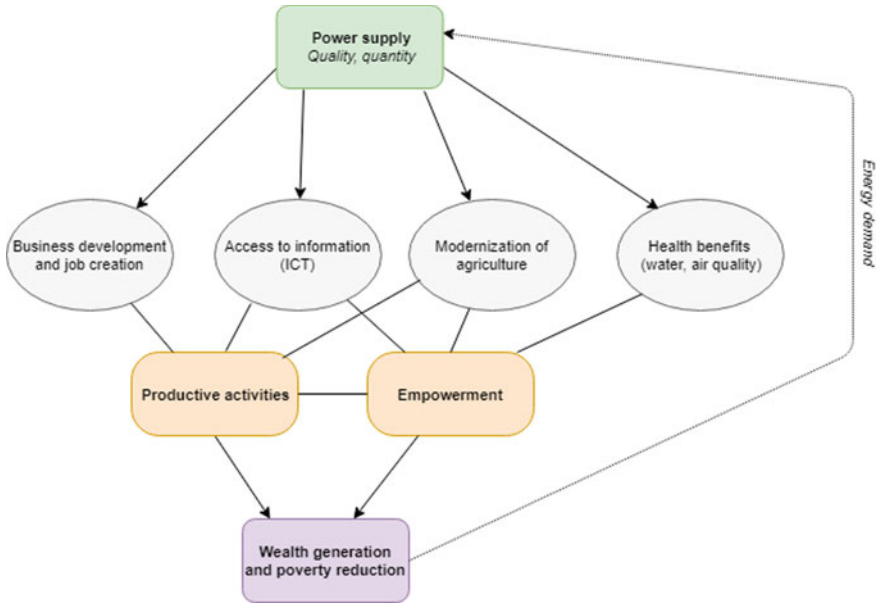 Power supply
Quality, quantity
Energy demand
Business development
and job creation
Access to information
(ICT)
Modernization of
agriculture
Health benefits
(water, air quality)
Productive activities
Empowerment
Wealth generation
and poverty reduction